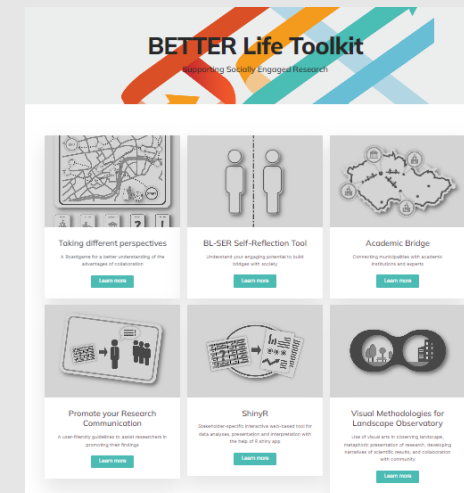 BETTER Life Toolkit
Supporting Socially Engaged Research
Taking different perspectives
A Boardgame for a better understanding of the
advantages of collaboration
Learn more
BL-SER Self-Reflection Tool
Understand your engaging potential to build
bridges with society
Learn more
Academic Bridge
Connecting municipalities with academic
institutions and experts
Learn more
Promote your Research
Communication
A user-friendly guidelines to assist researchers in
promoting their findings
Learn more
ShinyR
Stakeholder-specific interactive web-based tool for
data analyses, presentation and interpretation with
the help of R shiny app
Learn more
Visual Methodologies for
Landscape Observatory
Use of visual arts in observing landscape,
metaphoric presentation of research, developing
narratives of scientific results, and collaboration
with community
Learn more